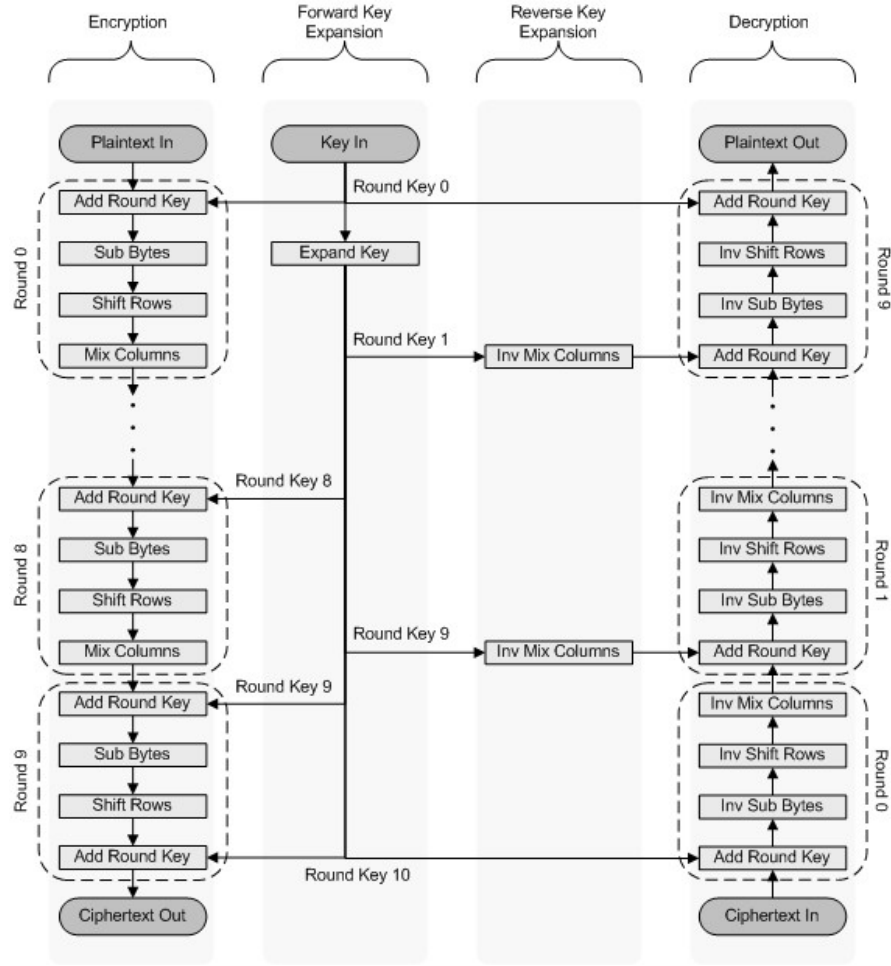 Encryption
Forward Key
Expansion
Reverse Key
Expansion
Decryption
Plaintext In
Key In
Plaintext Out
Round Key 0
Add Round Key
Add Round Key
Sub Bytes
Expand Key
Inv Shift Rows
Round 0
Round 9
Shift Rows
Inv Sub Bytes
Round Key 1
Mix Columns
Inv Mix Columns
Add Round Key
Round Key 8
Add Round Key
Inv Mix Columns
Sub Bytes
Inv Shift Rows
Round 8
Round 1
Shift Rows
Inv Sub Bytes
Round Key 9
Mix Columns
Inv Mix Columns
Add Round Key
Round Key 9
Add Round Key
Inv Mix Columns
Sub Bytes
Inv Shift Rows
Round 9
Round 0
Shift Rows
Inv Sub Bytes
Add Round Key
Add Round Key
Round Key 10
Ciphertext Out
Ciphertext In